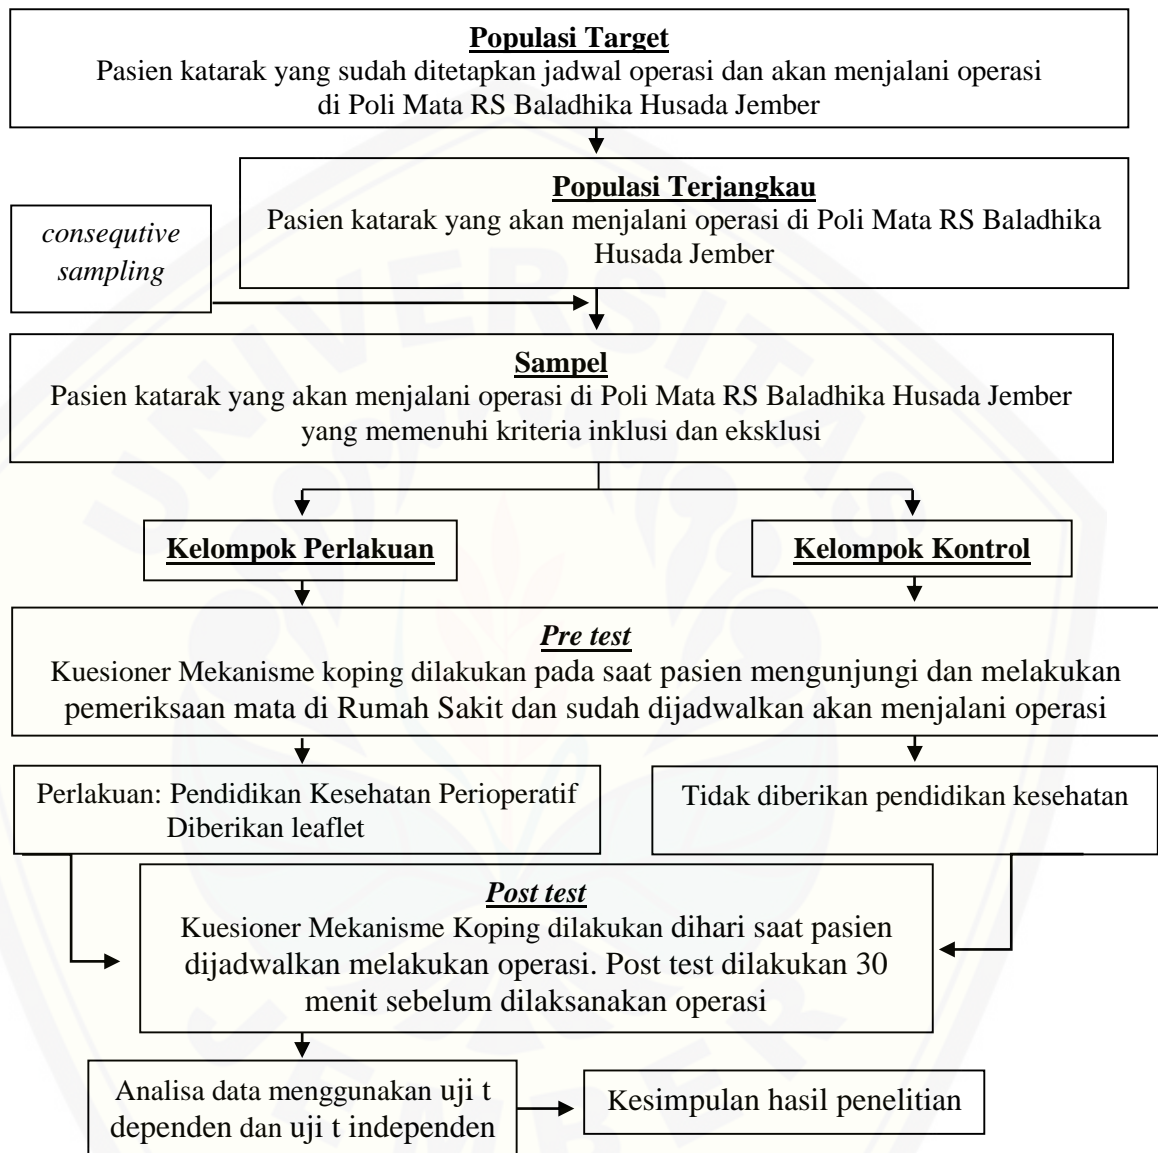 Populasi Target
Pasien katarak yang sudah ditetapkan jadwal operasi dan akan menjalani operasi
di Poli Mata RS Baladhika Husada Jember
Populasi Terjangkau
Pasien katarak yang akan menjalani operasi di Poli Mata RS Baladhika
Husada Jember
consequtive
sampling
Sampel
Pasien katarak yang akan menjalani operasi di Poli Mata RS Baladhika Husada Jember
yang memenuhi kriteria inklusi dan eksklusi
Kelompok Perlakuan
Kelompok Kontrol
Pre test
Kuesioner Mekanisme koping dilakukan pada saat pasien mengunjungi dan melakukan
pemeriksaan mata di Rumah Sakit dan sudah dijadwalkan akan menjalani operasi
Perlakuan: Pendidikan Kesehatan Perioperatif
Diberikan leaflet
Tidak diberikan pendidikan kesehatan
Post test
Kuesioner Mekanisme Koping dilakukan dihari saat pasien
dijadwalkan melakukan operasi. Post test dilakukan 30
menit sebelum dilaksanakan operasi
Analisa data menggunakan uji t
dependen dan uji t independen
Kesimpulan hasil penelitian
UNIVERSITAS
JEMBER